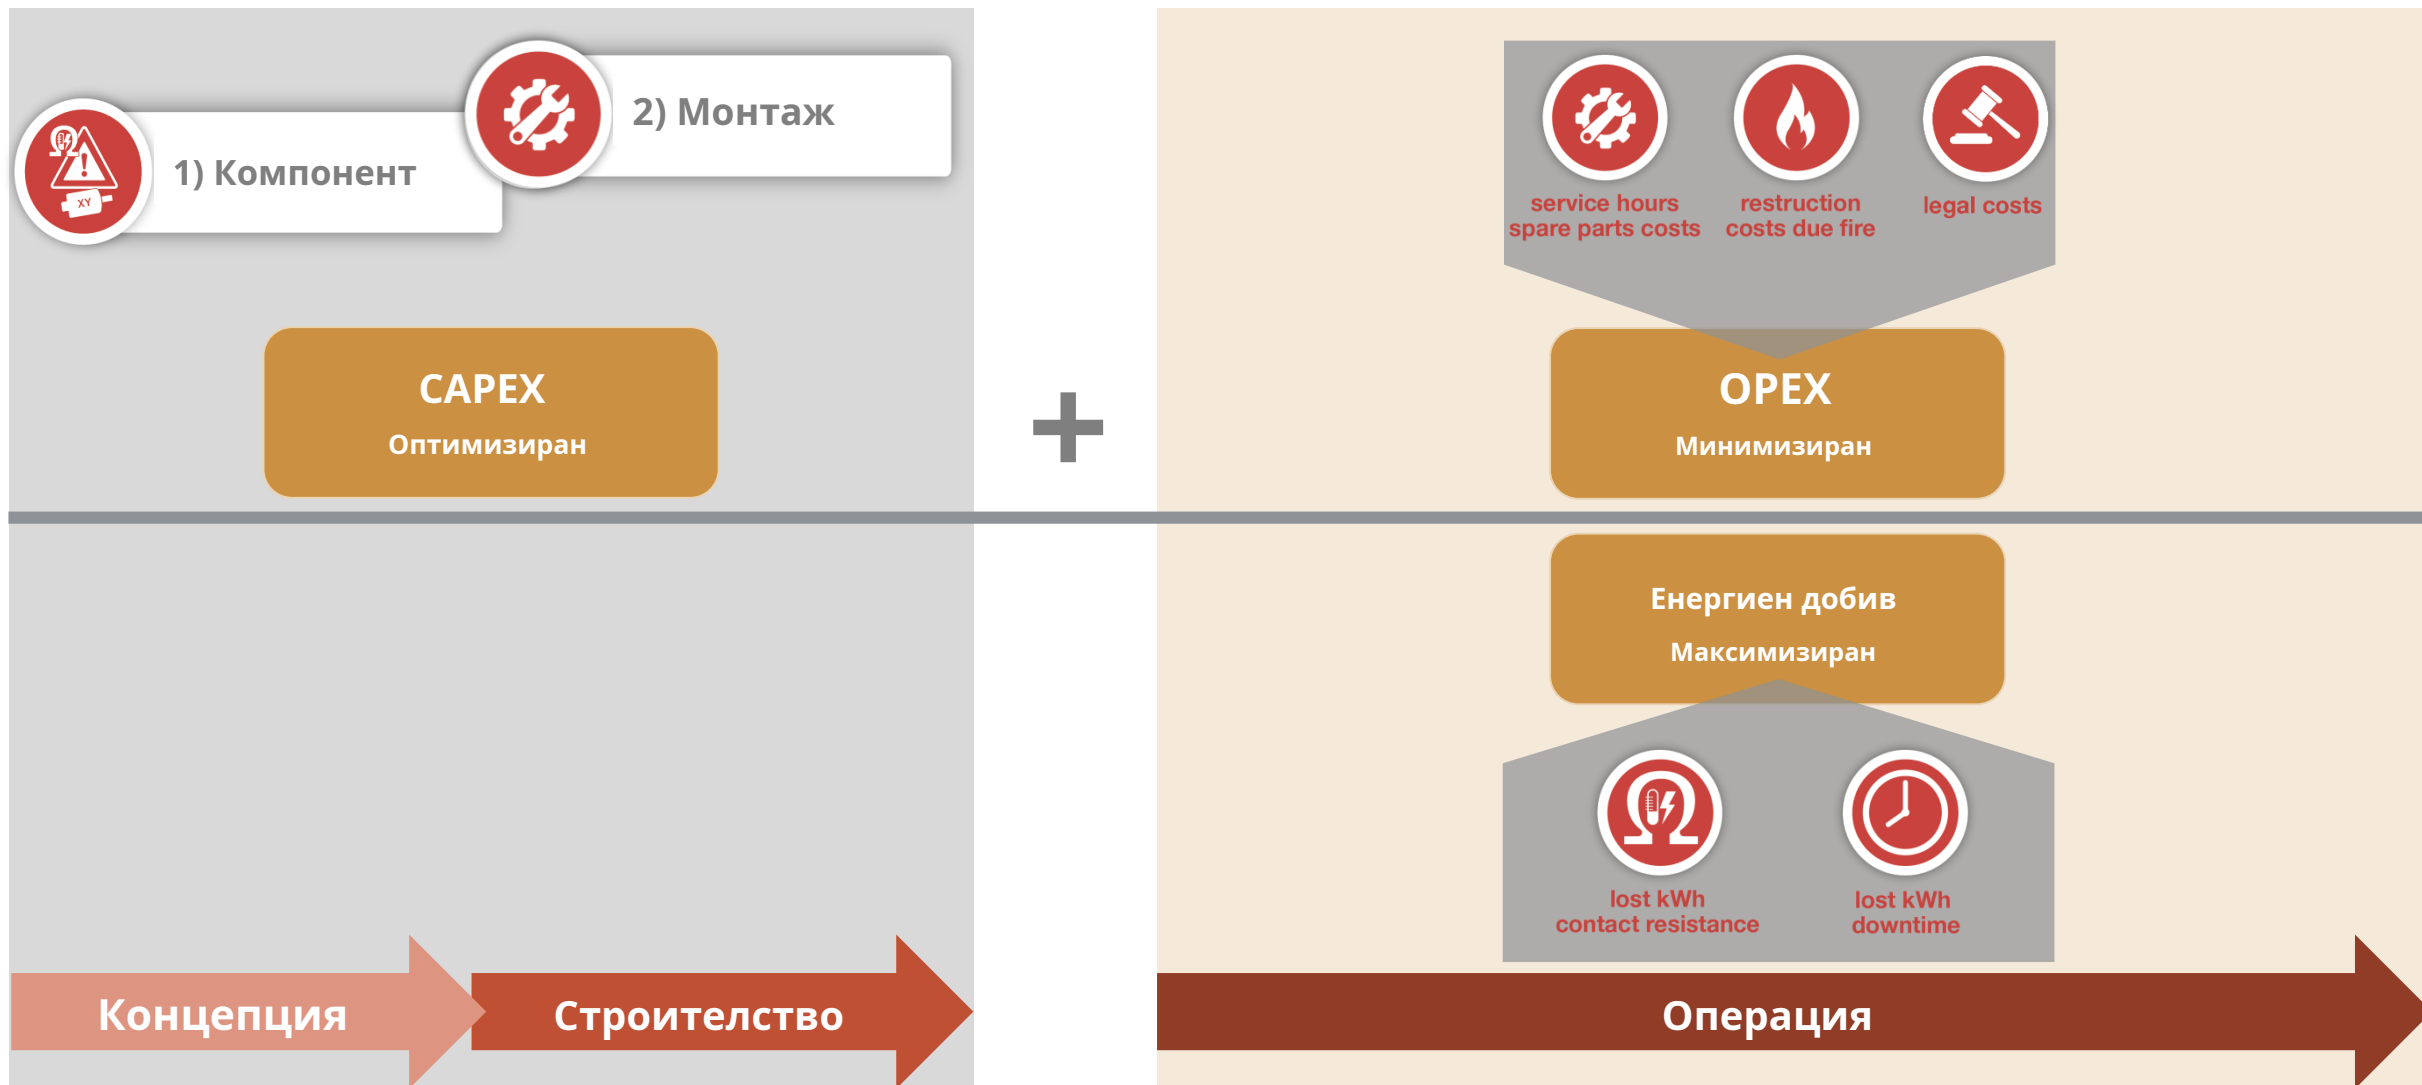 2) Монтаж
1) Компонент
XY
service hours
spare parts costs
restruction
costs due fire
legal costs
CAPEX
Оптимизиран
+
OPEX
Минимизиран
Енергиен добив
Максимизиран
lost kWh
contact resistance
lost kWh
downtime
Концепция
Строителство
Операция